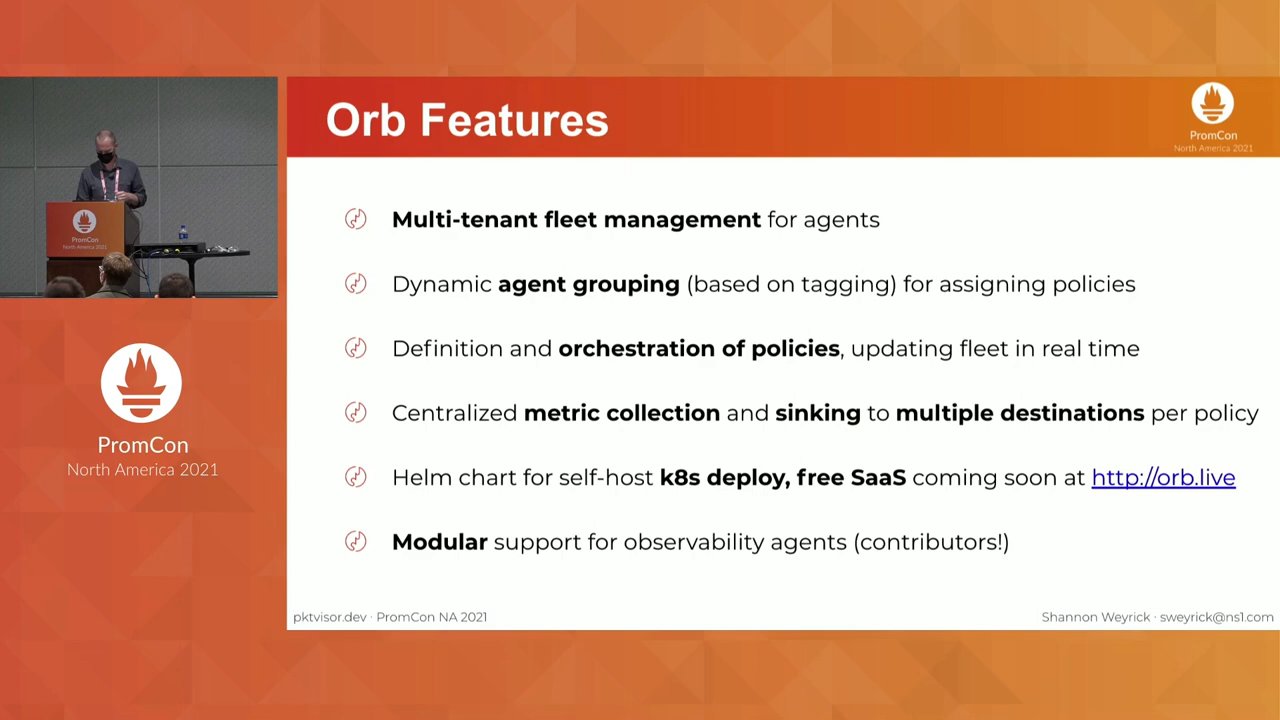 Orb Features
PromCon
North America 2021
Multi-tenant fleet management for agents
Dynamic agent grouping (based on tagging) for assigning policies
Definition and orchestration of policies, updating fleet in real time
Centralized metric collection and sinking to multiple destinations per policy
Helm chart for self-host k8s deploy, free SaaS coming soon at http://orb.live
Modular support for observability agents (contributors!)
pktvisor.dev · PromCon NA 2021
Shannon Weyrick · sweyrick@ns1.com
PromCon
North America 2021
PromCon
North America 2021